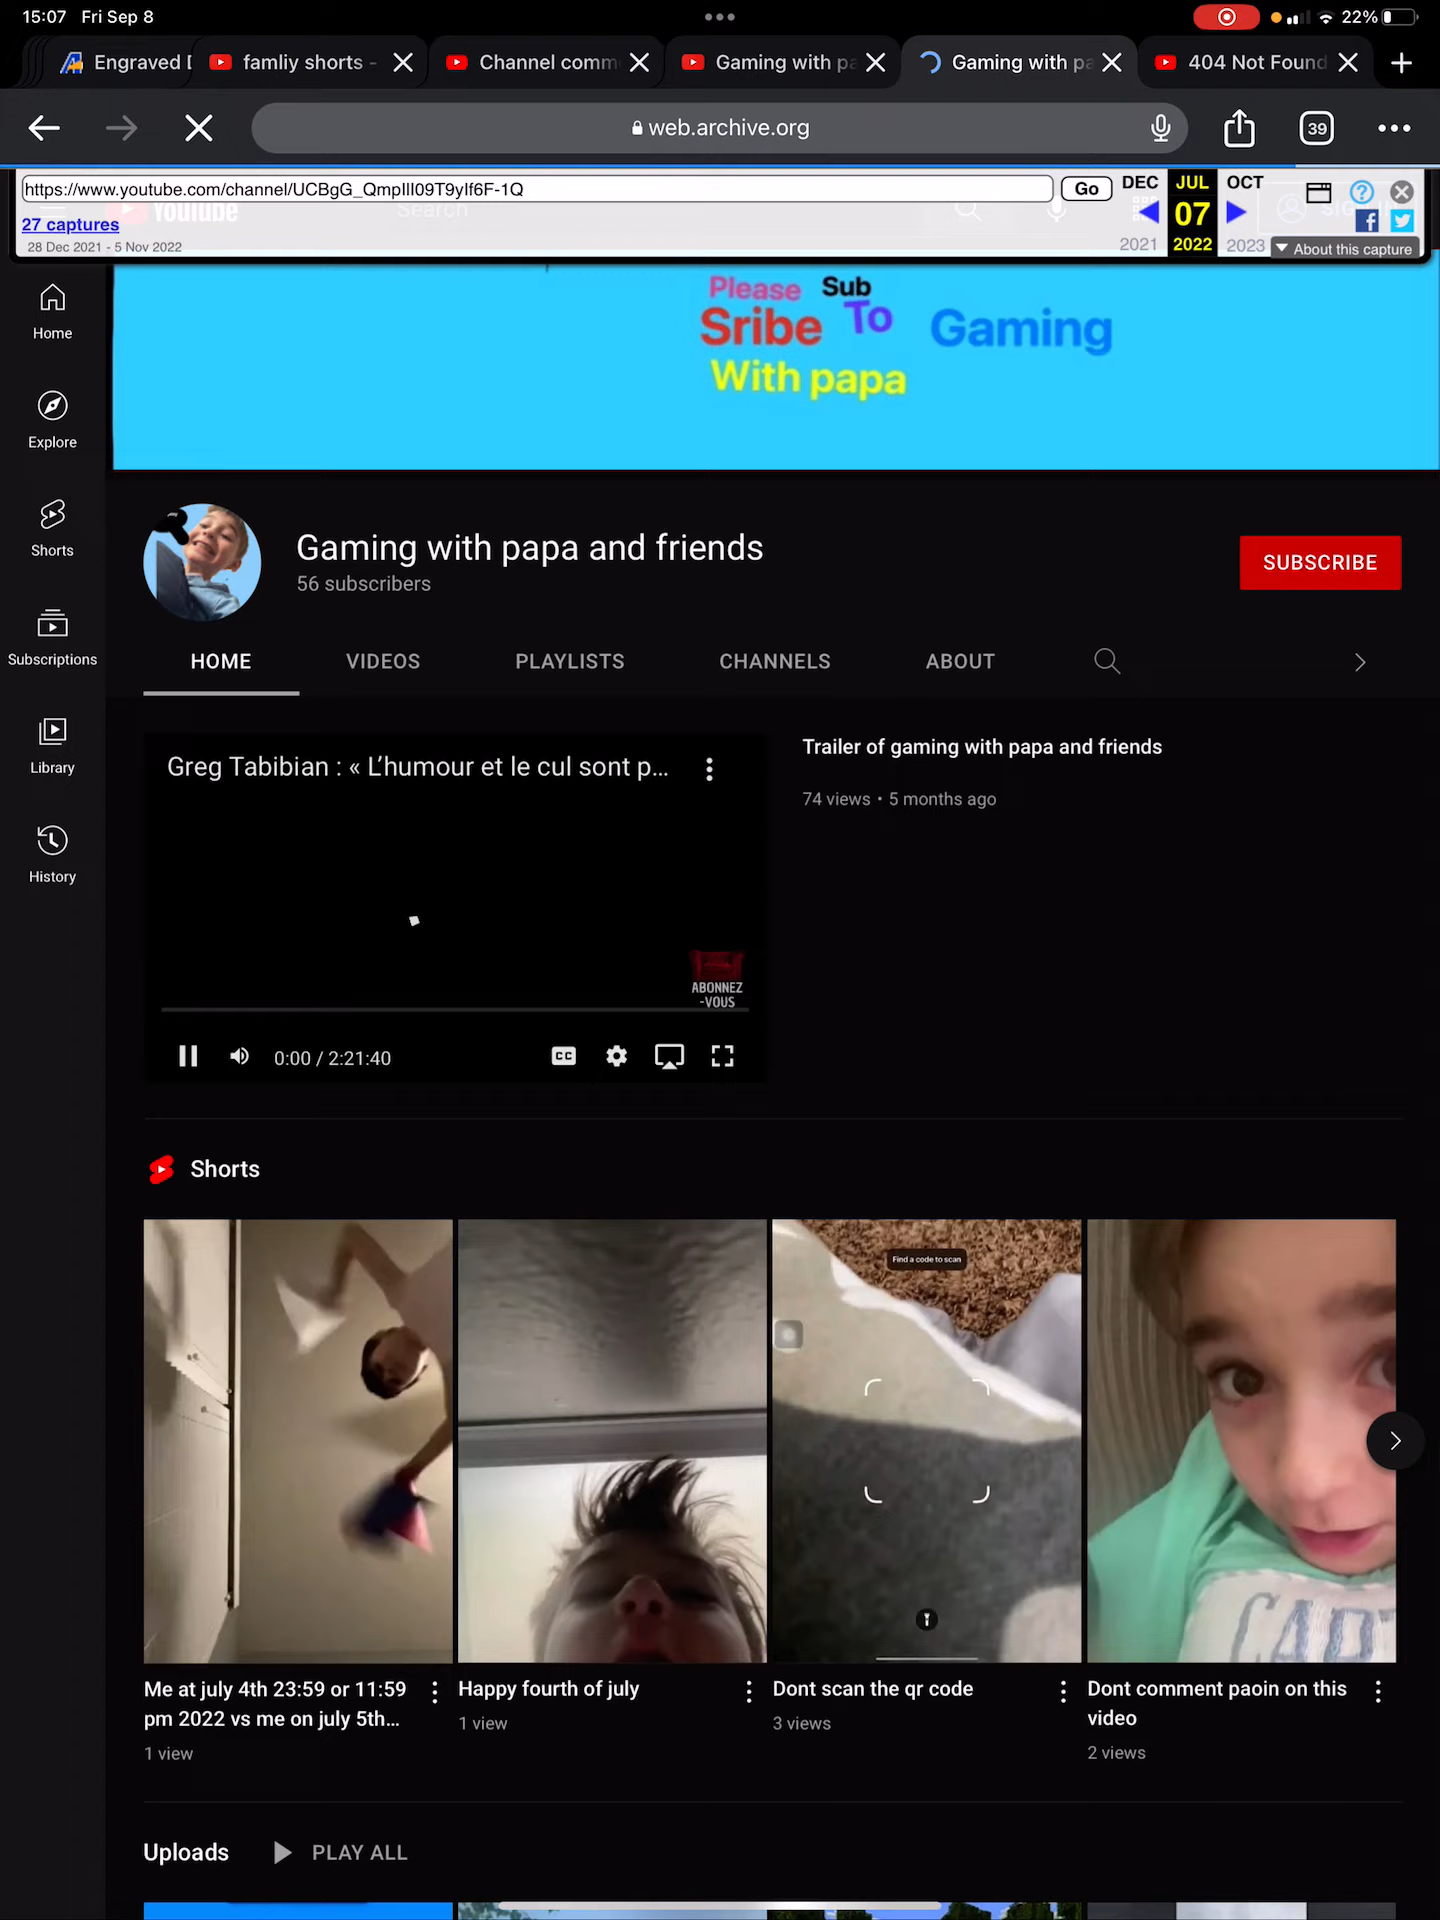 15:07 Fri Sep 8
22%
Engraved
famliy shorts -
Channel comm
Gaming with pa
Gaming with pa
404 Not Found
web.archive.org
39
https://www.youtube.com/channel/UCBgG_QmpIII09T9yIf6F-1Q
Go
DEC
JUL
OCT
YouTube
Search
27 captures
07
28 Dec 2021 - 5 Nov 2022
2021
2022
2023
About this capture
Please Sub
Sribe To Gaming
With papa
Home
Explore
Shorts
Subscriptions
Library
History
Gaming with papa and friends
56 subscribers
SUBSCRIBE
HOME
VIDEOS
PLAYLISTS
CHANNELS
ABOUT
Greg Tabibian : « L'humour et le cul sont p...
Trailer of gaming with papa and friends
74 views • 5 months ago
ABONNEZ
-VOUS
0:00 / 2:21:40
CC
Shorts
Find a code to scan
Me at july 4th 23:59 or 11:59
pm 2022 vs me on july 5th...
1 view
Happy fourth of july
1 view
Dont scan the qr code
3 views
Dont comment paoin on this
video
2 views
Uploads
PLAY ALL